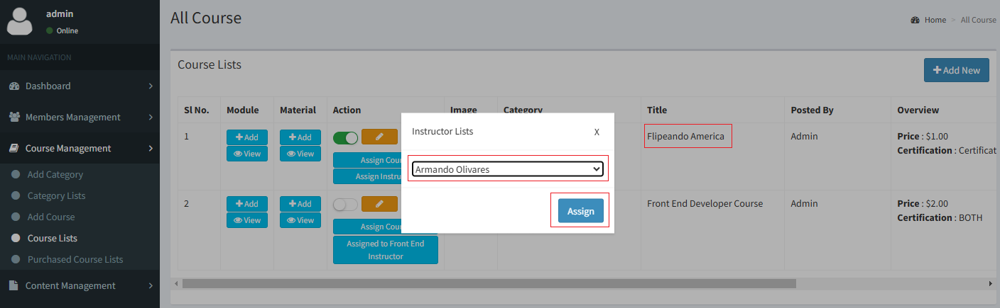 admin
Online
MAIN NAVIGATION
Dashboard
Members Management
Course Management
Add Category
Category Lists
Add Course
Course Lists
Purchased Course Lists
Content Management
All Course
Home > All Course
Course Lists
Add New
Sl No. Module Material Action Image Category Title Posted By Overview
1 Add Add Flipeando America Admin Price : $1.00
View View Certification : Certificat
Assign Cou
Assign Instru
2 Add Add Front End Developer Course Admin Price : $2.00
View View Certification : BOTH
Assign Cou
Assigned to Front End
Instructor
Instructor Lists X
Armando Olivares
Assign